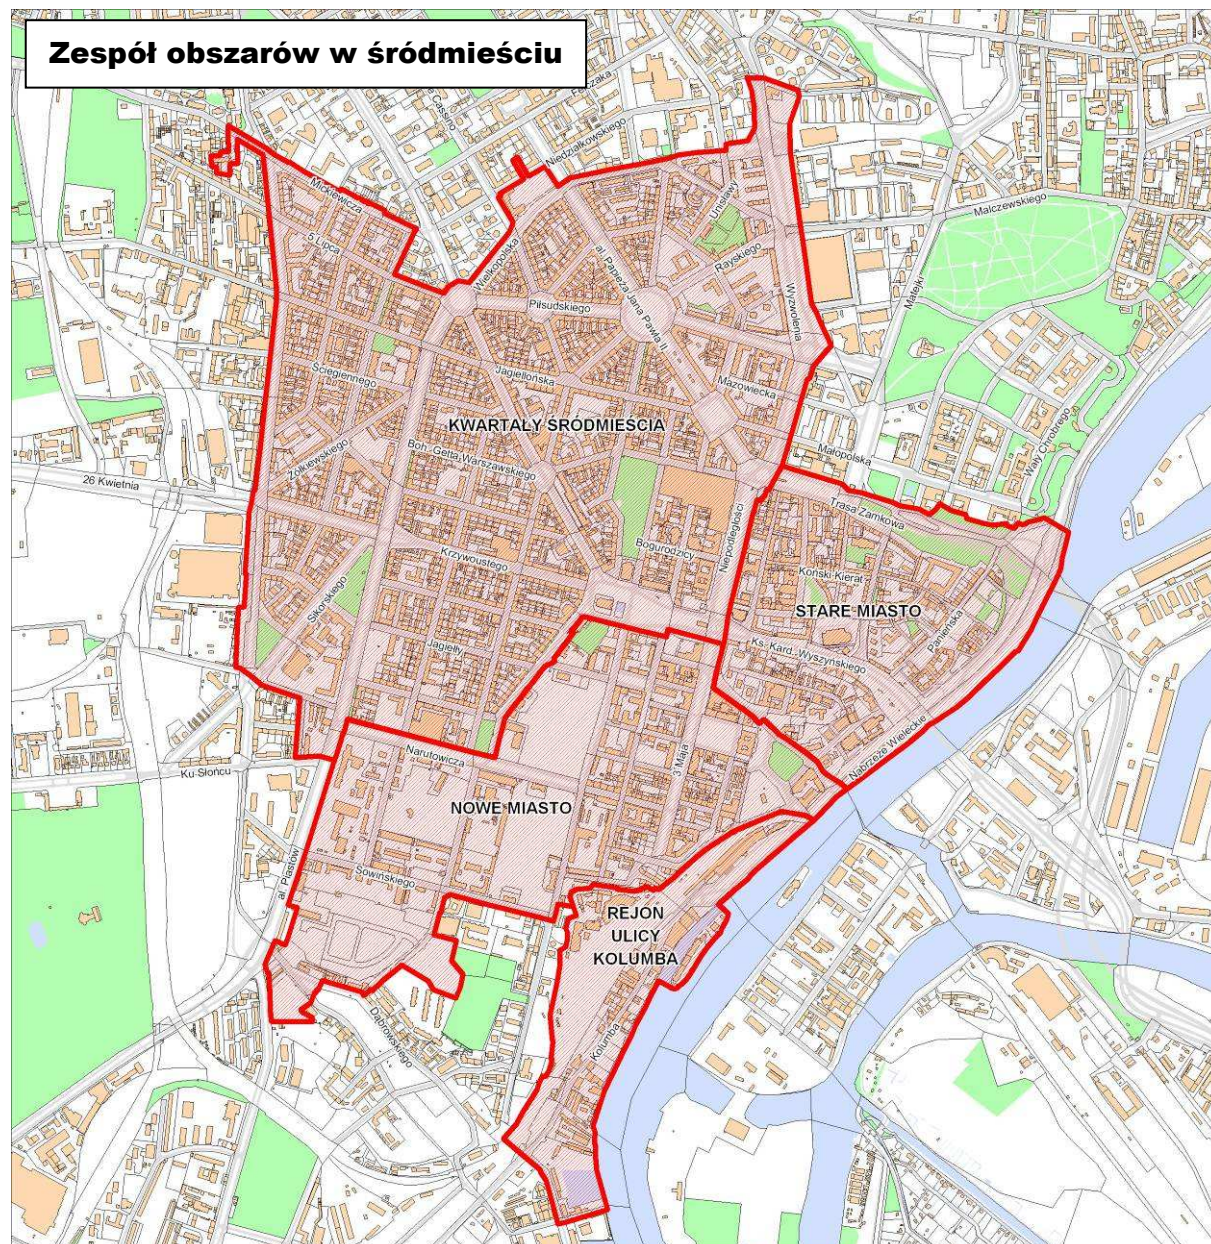 Zespół obszarów w śródmieściu
Cassino
Niedziałkowskiego
Mickiewicza
5 Lipca
Wielkopolska
Unisławy
Rayskiego
al. Papieża Jana Pawła II
Piłsudskiego
Wyzwolenia
Malczewskiego
Matejki
Ściegiennego
Jagiellońska
Mazowiecka
KWARTAŁY ŚRÓDMIEŚCIA
Wały Chrobrego
Żółkiewskiego
Boh. Getta Warszawskiego
Małopolska
26 Kwietnia
Trasa Zamkowa
Niepodległości
Bogurodzicy
Krzywoustego
Koński Kierat
Sikorskiego
STARE MIASTO
Panieńska
Jagiełły
Ks. Kard. Wyszyńskiego
Nabrzeże Wieleckie
Narutowicza
3 Maja
Ku Słońcu
NOWE MIASTO
al. Piastów
Sowińskiego
REJON
ULICY
KOLUMBA
Dąbrowskiego
Kolumba